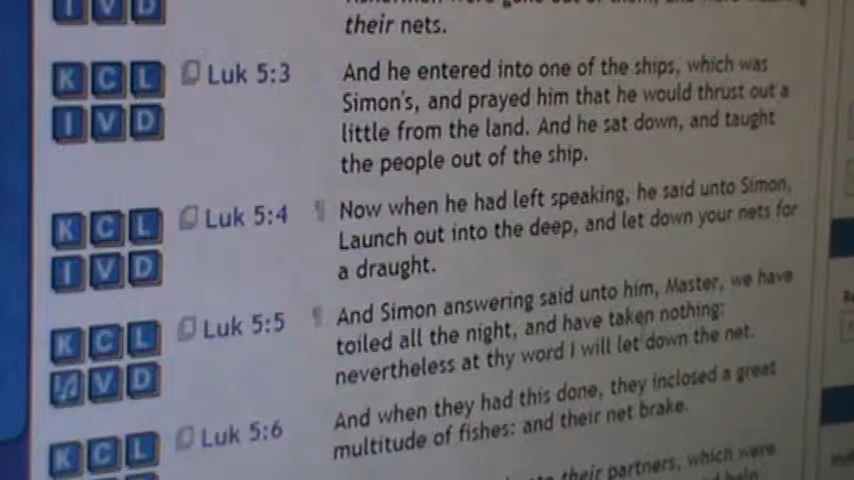 I V D
their nets.
K C L Luk 5:3 And he entered into one of the ships, which was
Simon's, and prayed him that he would thrust out a
I V D little from the land. And he sat down, and taught
the people out of the ship.
K C L Luk 5:4 ¶ Now when he had left speaking, he said unto Simon,
Launch out into the deep, and let down your nets for
I V D a draught.
K C L Luk 5:5 ¶ And Simon answering said unto him, Master, we have
toiled all the night, and have taken nothing:
V D nevertheless at thy word I will let down the net.
K C L Luk 5:6 And when they had this done, they inclosed a great
multitude of fishes: and their net brake.
their partners, which were